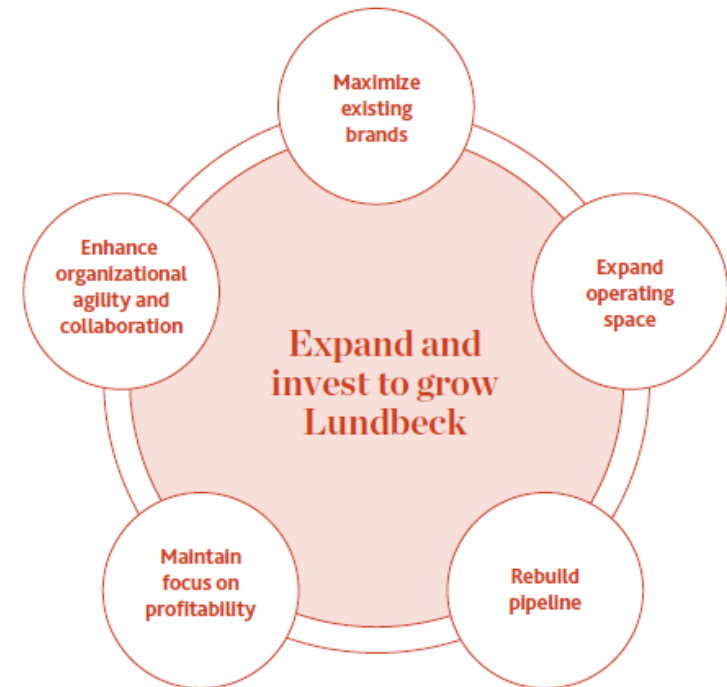 Maximize
existing
brands
Expand
operating
space
Rebuild
pipeline
Maintain
focus on
profitability
Enhance
organizational
agility and
collaboration
Expand and
invest to grow
Lundbeck